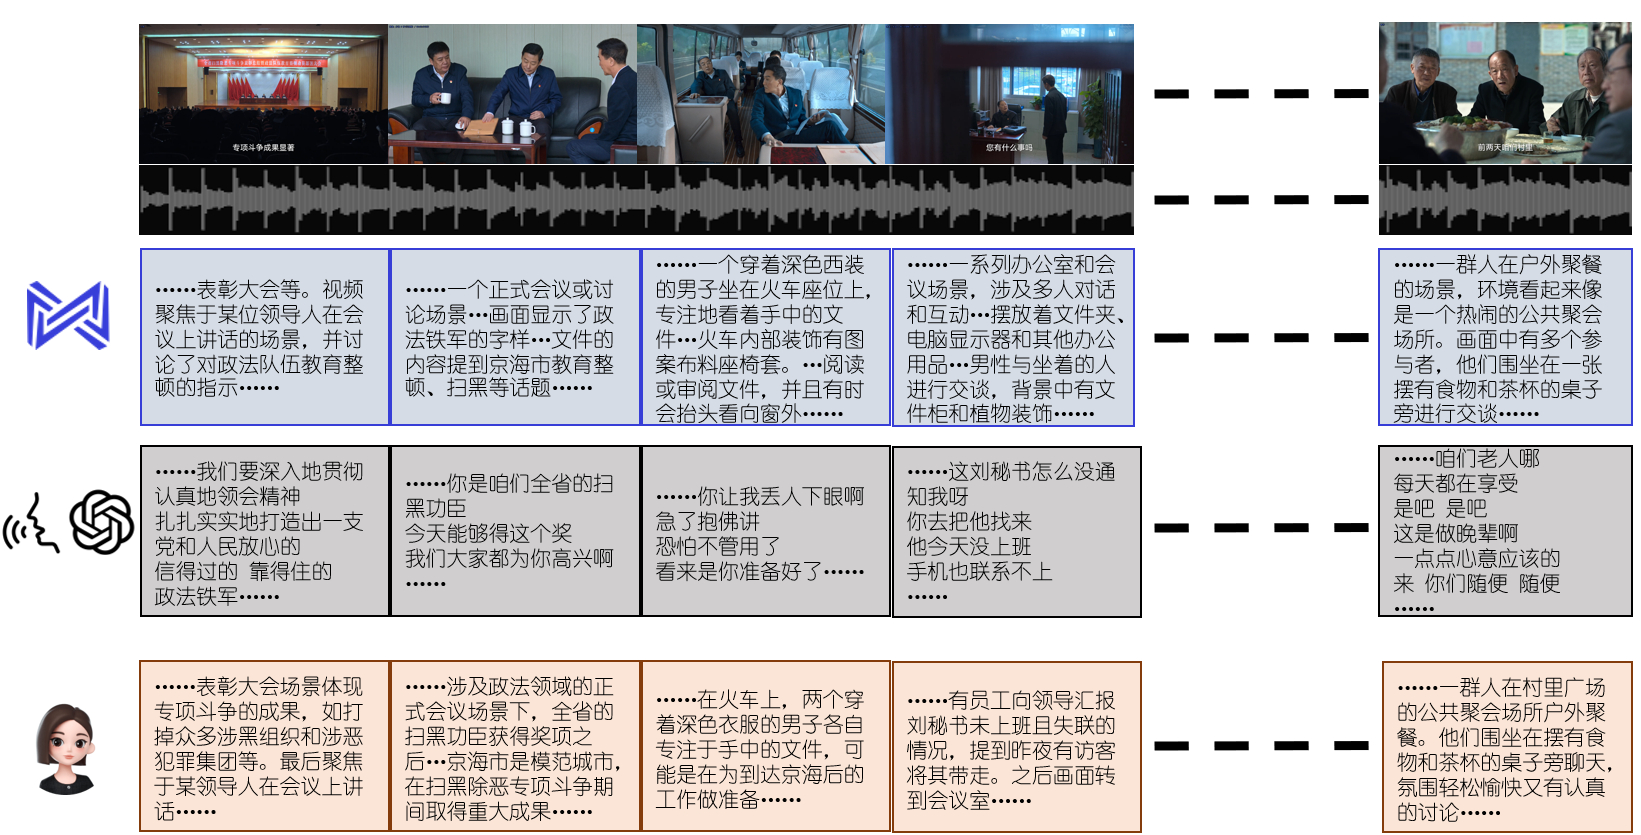 专项斗争成果显著
您有什么事吗
前两天咱们村里
……表彰大会等。视频
聚焦于某位领导人在会
议上讲话的场景，并讨
论了对政法队伍教育整
顿的指示……
……一个正式会议或讨
论场景…画面显示了政
法铁军的字样…文件的
内容提到京海市教育整
顿、扫黑等话题……
……一个穿着深色西装
的男子坐在火车座位上，
专注地看着手中的文
件…火车内部装饰有图
案布料座椅套。…阅读
或审阅文件，并且有时
会抬头看向窗外……
……一系列办公室和会
议场景，涉及多人对话
和互动…摆放着文件夹、
电脑显示器和其他办公
用品…男性与坐着的人
进行交谈，背景中有文
件柜和植物装饰……
……一群人在户外聚餐
的场景，环境看起来像
是一个热闹的公共聚会
场所。画面中有多个参
与者，他们围坐在一张
摆有食物和茶杯的桌子
旁进行交谈……
……我们要深入地贯彻
认真地领会精神
扎扎实实地打造出一支
党和人民放心的
信得过的 靠得住的
政法铁军……
……你是咱们全省的扫
黑功臣
今天能够得这个奖
我们大家都为你高兴啊
……
……你让我丢人下眼啊
急了抱佛讲
恐怕不管用了
看来是你准备好了……
……这刘秘书怎么没通
知我呀
你去把他找来
他今天没上班
手机也联系不上
……
……咱们老人哪
每天都在享受
是吧 是吧
这是做晚辈啊
一点点心意应该的
来 你们随便 随便
……
……表彰大会场景体现
专项斗争的成果，如打
掉众多涉黑组织和涉恶
犯罪集团等。最后聚焦
于某领导人在会议上讲
话……
……涉及政法领域的正
式会议场景下，全省的
扫黑功臣获得奖项之
后…京海市是模范城市，
在扫黑除恶专项斗争期
间取得重大成果……
……在火车上，两个穿
着深色衣服的男子各自
专注于手中的文件，可
能是在为到达京海后的
工作做准备……
……有员工向领导汇报
刘秘书未上班且失联的
情况，提到昨夜有访客
将其带走。之后画面转
到会议室……
……一群人在村里广场
的公共聚会场所户外聚
餐。他们围坐在摆有食
物和茶杯的桌子旁聊天，
氛围轻松愉快又有认真
的讨论……